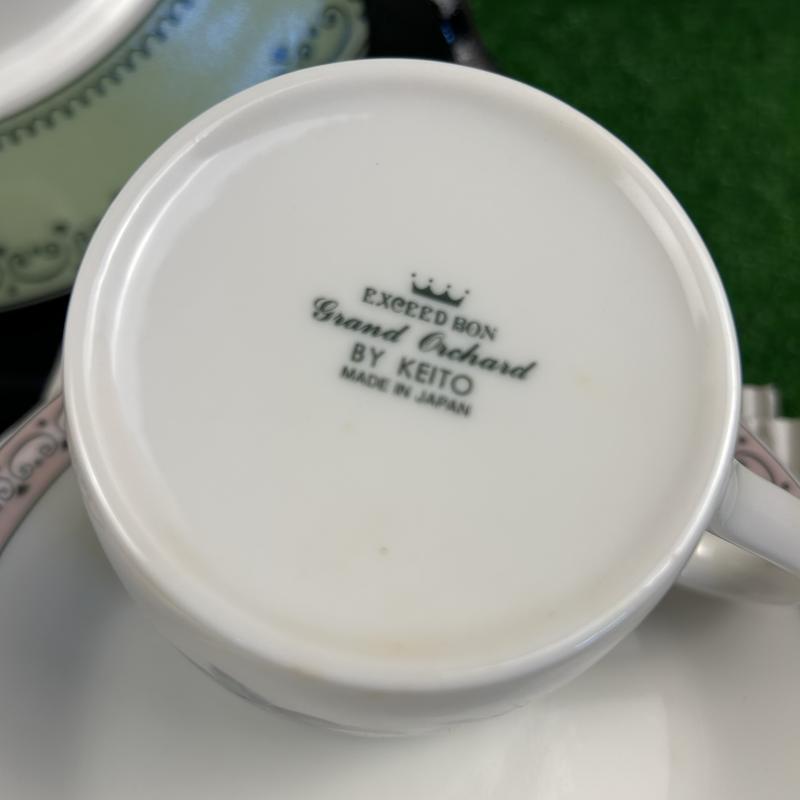 EXCEED BON
Grand Orchard
BY KEITO
MADE IN JAPAN